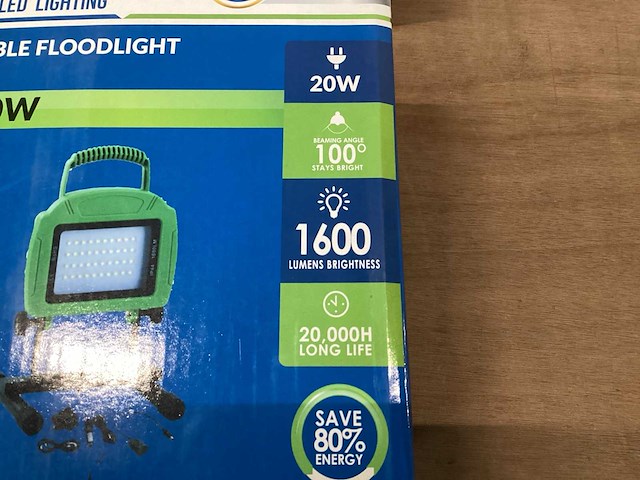 LED LIGHTING
BLE FLOODLIGHT
0W
20W
BEAMING ANGLE
100°
STAYS BRIGHT
1600
LUMENS BRIGHTNESS
20,000H
LONG LIFE
SAVE
80%
ENERGY